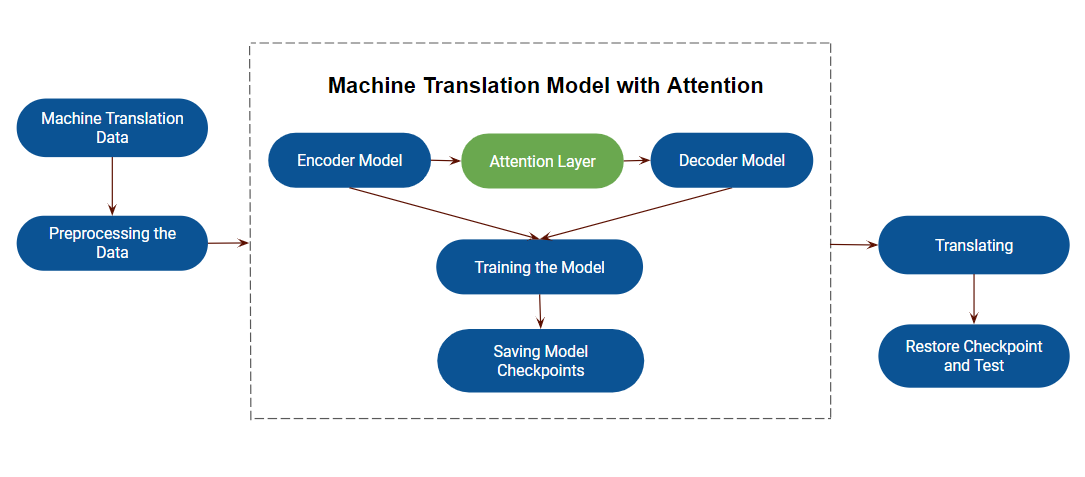 Machine Translation Model with Attention
Machine Translation
Data
Encoder Model
Attention Layer
Decoder Model
Preprocessing the
Data
Training the Model
Translating
Saving Model
Checkpoints
Restore Checkpoint
and Test